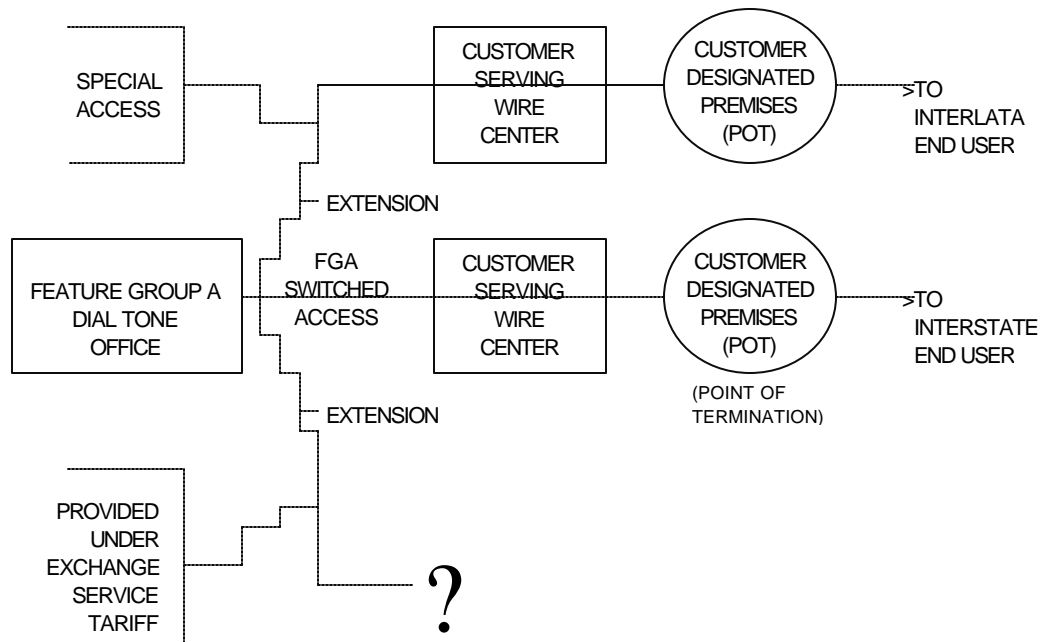 SPECIAL
ACCESS
CUSTOMER
SERVING
WIRE
CENTER
CUSTOMER
DESIGNATED
PREMISES
(POT)
>TO
INTERLATA
END USER
EXTENSION
FEATURE GROUP A
DIAL TONE
OFFICE
FGA
SWITCHED
ACCESS
CUSTOMER
SERVING
WIRE
CENTER
CUSTOMER
DESIGNATED
PREMISES
(POT)
>TO
INTERSTATE
END USER
(POINT OF
TERMINATION)
EXTENSION
PROVIDED
UNDER
EXCHANGE
SERVICE
TARIFF
?